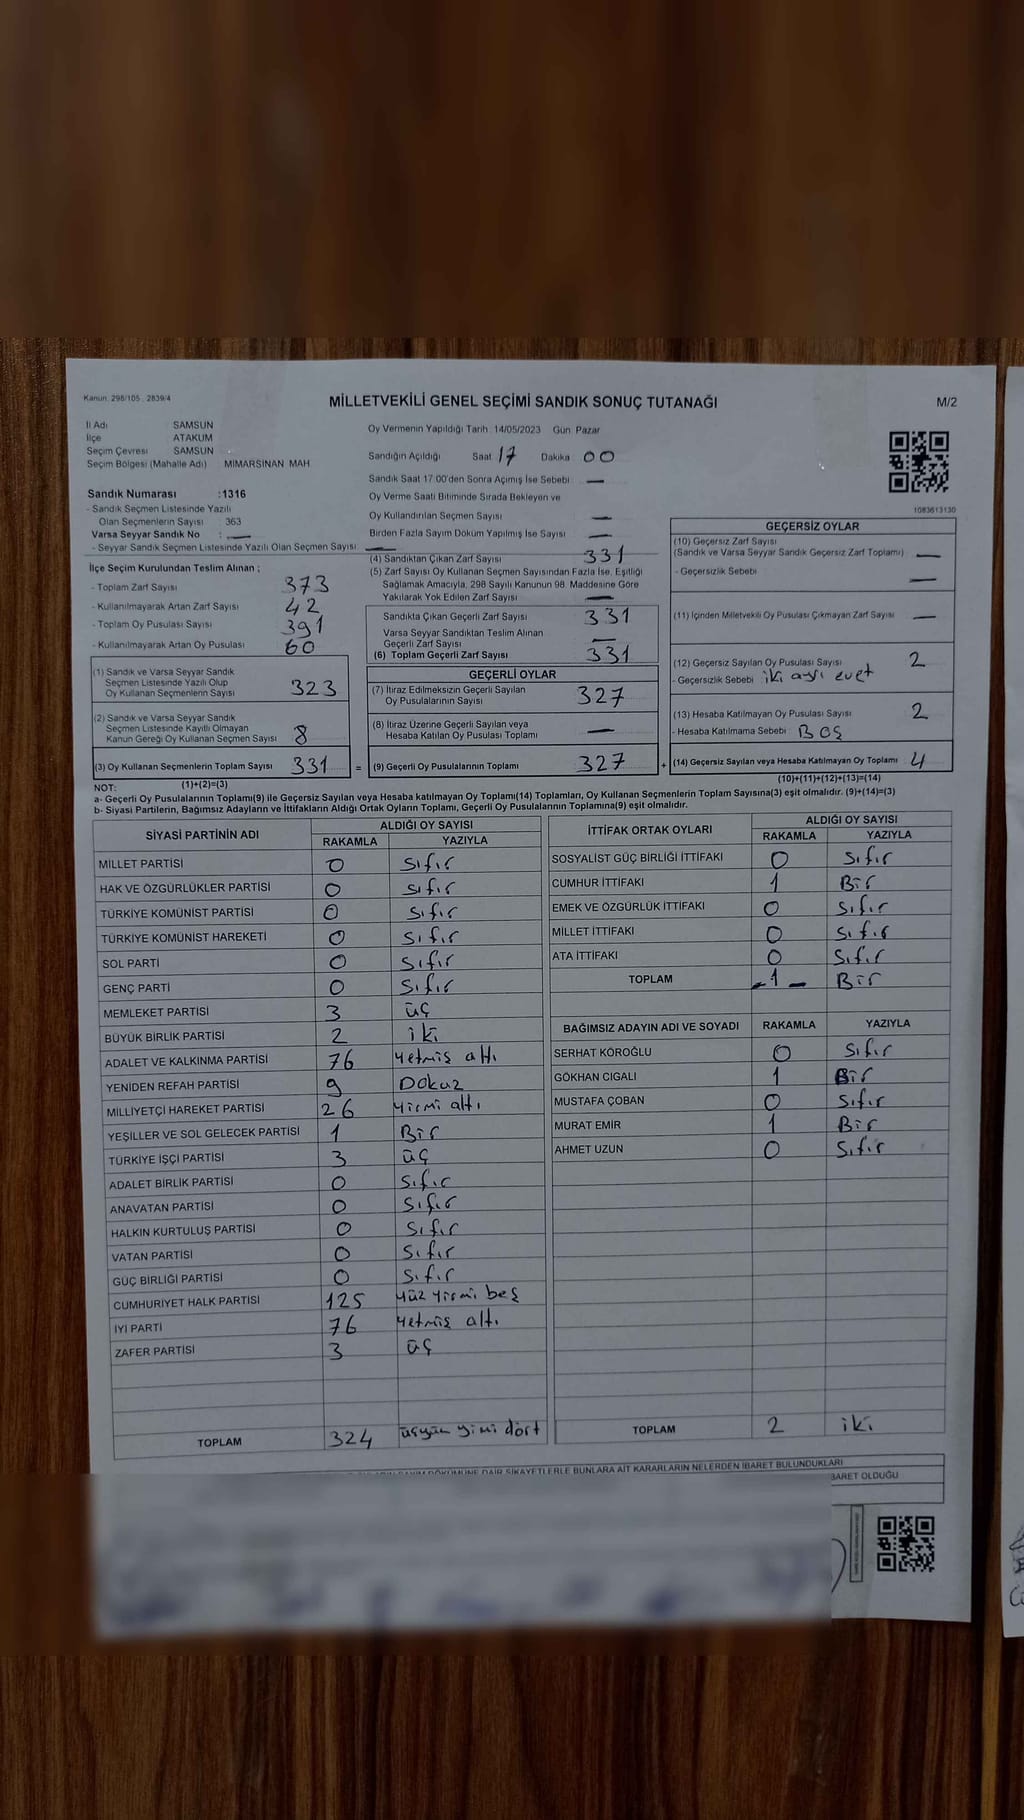 Kanun. 298/105 , 2839/4
MİLLETVEKİLİ GENEL SEÇİMİ SANDIK SONUÇ TUTANAĞI
M/2
İl Adı SAMSUN
İlçe ATAKUM
Seçim Çevresi SAMSUN
Seçim Bölgesi (Mahalle Adı) MIMARSINAN MAH
Sandık Numarası :1316
- Sandık Seçmen Listesinde Yazılı
Olan Seçmenlerin Sayısı : 363
Varsa Seyyar Sandık No : —
- Seyyar Sandık Seçmen Listesinde Yazılı Olan Seçmen Sayısı: —
İlçe Seçim Kurulundan Teslim Alınan ;
- Toplam Zarf Sayısı 373
- Kullanılmayarak Artan Zarf Sayısı 42
- Toplam Oy Pusulası Sayısı 391
- Kullanılmayarak Artan Oy Pusulası 60
Oy Vermenin Yapıldığı Tarih 14/05/2023 Gün: Pazar
Sandığın Açıldığı Saat 17 Dakika 00
Sandık Saat 17 00'den Sonra Açımış İse Sebebi —
Oy Verme Saati Bitiminde Sırada Bekleyen ve
Oy Kullandırılan Seçmen Sayısı —
Birden Fazla Sayım Döküm Yapılmış İse Sayısı —
(4) Sandıktan Çıkan Zarf Sayısı 331
(5) Zarf Sayısı Oy Kullanan Seçmen Sayısından Fazla İse, Eşitliği
Sağlamak Amacıyla, 298 Sayılı Kanunun 98. Maddesine Göre
Yakılarak Yok Edilen Zarf Sayısı —
Sandıkta Çıkan Geçerli Zarf Sayısı 331
Varsa Seyyar Sandıktan Teslim Alınan
Geçerli Zarf Sayısı —
(6) Toplam Geçerli Zarf Sayısı 331
1083613130
GEÇERSİZ OYLAR
(10) Geçersiz Zarf Sayısı
(Sandık ve Varsa Seyyar Sandık Geçersiz Zarf Toplamı) —
- Geçersizlik Sebebi —
(11) İçinden Milletvekili Oy Pusulası Çıkmayan Zarf Sayısı —
(12) Geçersiz Sayılan Oy Pusulası Sayısı 2
- Geçersizlik Sebebi iki ayrı evet
(13) Hesaba Katılmayan Oy Pusulası Sayısı 2
- Hesaba Katılmama Sebebi BOŞ
(14) Geçersiz Sayılan veya Hesaba Katılmayan Oy Toplamı 4
(10)+(11)+(12)+(13)=(14)
(1) Sandık ve Varsa Seyyar Sandık
Seçmen Listesinde Yazılı Olup
Oy Kullanan Seçmenlerin Sayısı 323
(2) Sandık ve Varsa Seyyar Sandık
Seçmen Listesinde Kayıtlı Olmayan
Kanun Gereği Oy Kullanan Seçmen Sayısı 8
(3) Oy Kullanan Seçmenlerin Toplam Sayısı 331 =
(1)+(2)=(3)
GEÇERLİ OYLAR
(7) İtiraz Edilmeksizin Geçerli Sayılan
Oy Pusulalarının Sayısı 327
(8) İtiraz Üzerine Geçerli Sayılan veya
Hesaba Katılan Oy Pusulası Toplamı —
(9) Geçerli Oy Pusulalarının Toplamı 327 +
NOT:
a- Geçerli Oy Pusulalarının Toplamı(9) ile Geçersiz Sayılan veya Hesaba katılmayan Oy Toplamı(14) Toplamları, Oy Kullanan Seçmenlerin Toplam Sayısına(3) eşit olmalıdır. (9)+(14)=(3)
b- Siyasi Partilerin, Bağımsız Adayların ve İttifakların Aldığı Ortak Oyların Toplamı, Geçerli Oy Pusulalarının Toplamına(9) eşit olmalıdır.
SİYASİ PARTİNİN ADI ALDIĞI OY SAYISI
RAKAMLA YAZIYLA
MİLLET PARTİSİ 0 Sıfır
HAK VE ÖZGÜRLÜKLER PARTİSİ 0 Sıfır
TÜRKİYE KOMÜNİST PARTİSİ 0 Sıfır
TÜRKİYE KOMÜNİST HAREKETİ 0 Sıfır
SOL PARTİ 0 Sıfır
GENÇ PARTİ 0 Sıfır
MEMLEKET PARTİSİ 3 üç
BÜYÜK BİRLİK PARTİSİ 2 iki
ADALET VE KALKINMA PARTİSİ 76 Yetmiş altı
YENİDEN REFAH PARTİSİ 9 Dokuz
MİLLİYETÇİ HAREKET PARTİSİ 26 Yirmi altı
YEŞİLLER VE SOL GELECEK PARTİSİ 1 Bir
TÜRKİYE İŞÇİ PARTİSİ 3 üç
ADALET BİRLİK PARTİSİ 0 Sıfır
ANAVATAN PARTİSİ 0 Sıfır
HALKIN KURTULUŞ PARTİSİ 0 Sıfır
VATAN PARTİSİ 0 Sıfır
GÜÇ BİRLİĞİ PARTİSİ 0 Sıfır
CUMHURİYET HALK PARTİSİ 125 Yüz Yirmi beş
İYİ PARTİ 76 Yetmiş altı
ZAFER PARTİSİ 3 üç
TOPLAM 324 üçyüz yirmi dört
İTTİFAK ORTAK OYLARI ALDIĞI OY SAYISI
RAKAMLA YAZIYLA
SOSYALİST GÜÇ BİRLİĞİ İTTİFAKI 0 Sıfır
CUMHUR İTTİFAKI 1 Bir
EMEK VE ÖZGÜRLÜK İTTİFAKI 0 Sıfır
MİLLET İTTİFAKI 0 Sıfır
ATA İTTİFAKI 0 Sıfır
TOPLAM -1- Bir
BAĞIMSIZ ADAYIN ADI VE SOYADI RAKAMLA YAZIYLA
SERHAT KÖROĞLU 0 Sıfır
GÖKHAN CIGALI 1 Bir
MUSTAFA ÇOBAN 0 Sıfır
MURAT EMİR 1 Bir
AHMET UZUN 0 Sıfır
TOPLAM 2 iki
DÖKÜMÜNE DAİR ŞİKAYETLERLE BUNLARA AİT KARARLARIN NELERDEN İBARET BULUNDUKLARI
BARET OLDUĞU